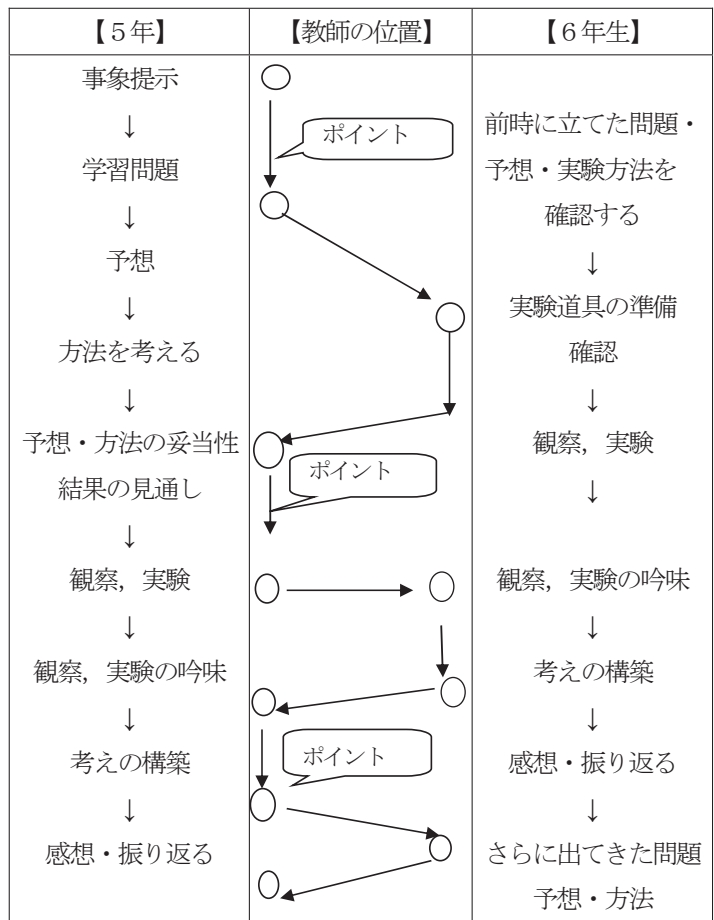 【５年】
【教師の位置】
【６年生】
事象提示
↓
学習問題
↓
予想
↓
方法を考える
↓
予想・方法の妥当性
結果の見通し
↓
観察，実験
↓
観察，実験の吟味
↓
考えの構築
↓
感想・振り返る
ポイント
ポイント
ポイント
前時に立てた問題・
予想・実験方法を
確認する
↓
実験道具の準備
確認
↓
観察，実験
↓
観察，実験の吟味
↓
考えの構築
↓
感想・振り返る
↓
さらに出てきた問題
予想・方法